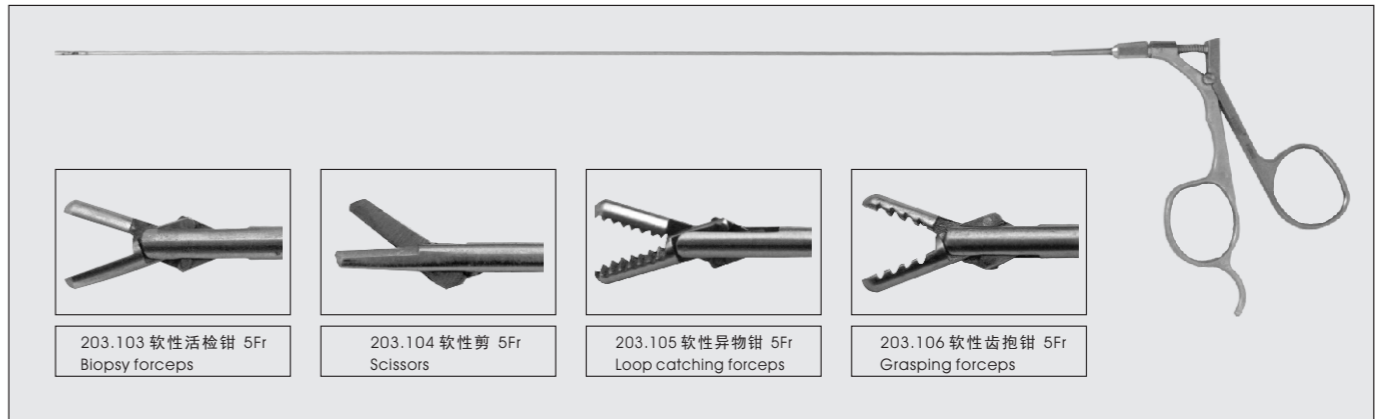 203.103 软性活检钳 5Fr
Biopsy forceps
203.104 软性剪 5Fr
Scissors
203.105 软性异物钳 5Fr
Loop catching forceps
203.106 软性齿抱钳 5Fr
Grasping forceps